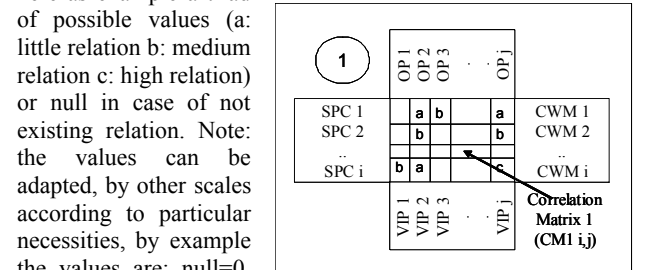 of possible values (a:
little relation b: medium
relation c: high relation)
or null in case of not
existing relation. Note:
the values can be
adapted, by other scales
according to particular
necessities, by example
the values are: null=0,
1
OP 1
OP 2
OP 3
. .
OP j
SPC 1 a b a CWM 1
SPC 2 b b CWM 2
.. ..
SPC i b a c CWM i
VIP 1
VIP 2
VIP 3
. .
VIP j
Correlation
Matrix 1
(CM1 i,j)